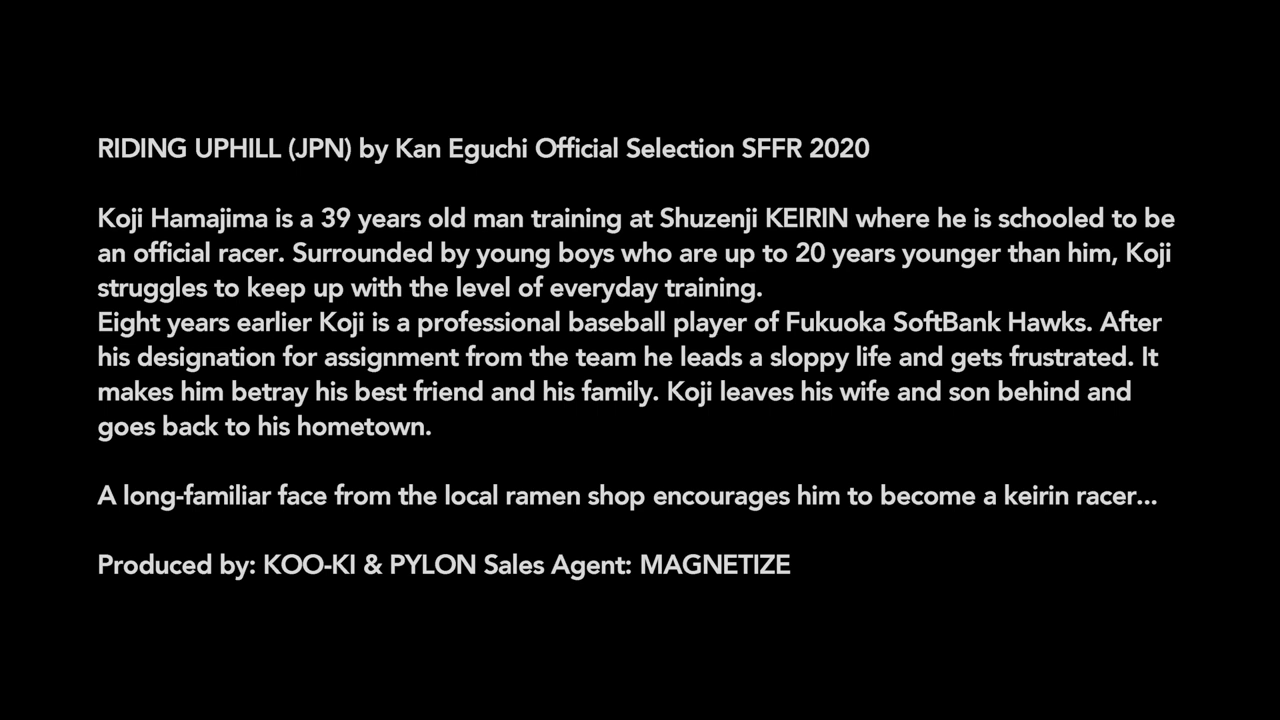 RIDING UPHILL (JPN) by Kan Eguchi Official Selection SFFR 2020
Koji Hamajima is a 39 years old man training at Shuzenji KEIRIN where he is schooled to be
an official racer. Surrounded by young boys who are up to 20 years younger than him, Koji
struggles to keep up with the level of everyday training.
Eight years earlier Koji is a professional baseball player of Fukuoka SoftBank Hawks. After
his designation for assignment from the team he leads a sloppy life and gets frustrated. It
makes him betray his best friend and his family. Koji leaves his wife and son behind and
goes back to his hometown.
A long-familiar face from the local ramen shop encourages him to become a keirin racer...
Produced by: KOO-KI & PYLON Sales Agent: MAGNETIZE